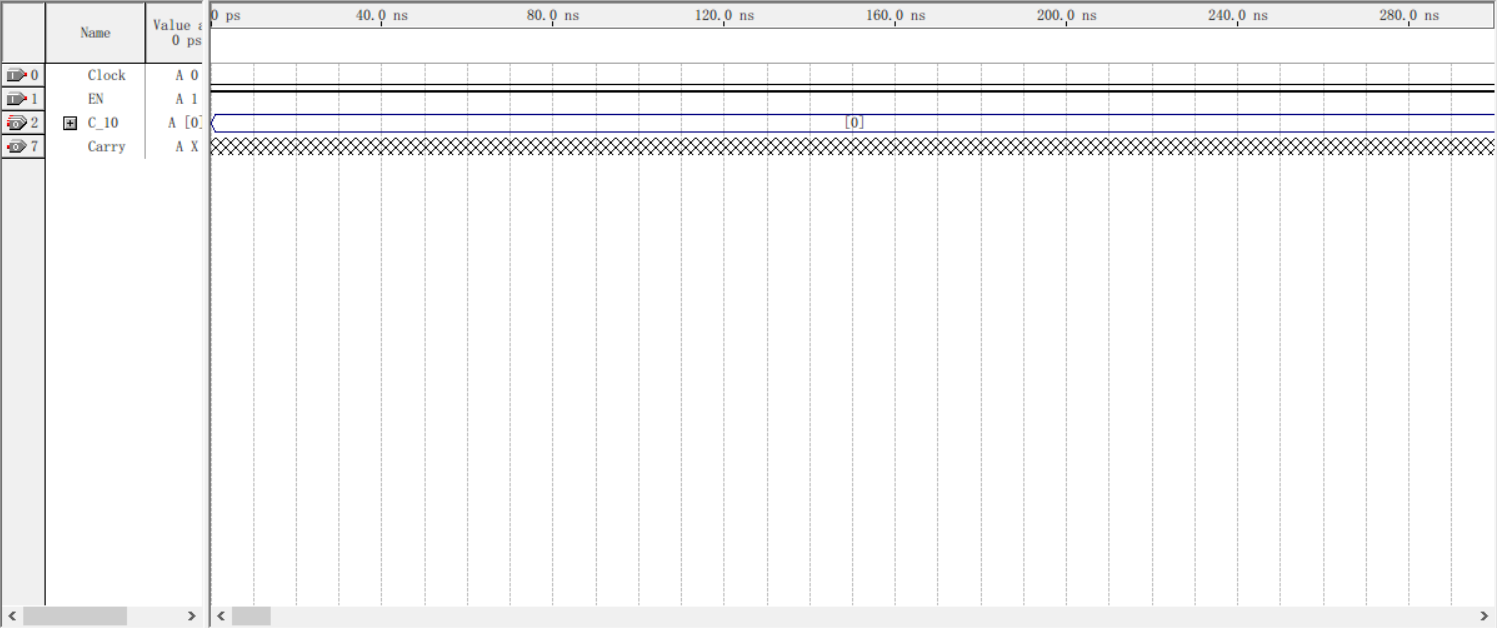 Name
Value a
0 ps
0 ps 40.0 ns 80.0 ns 120.0 ns 160.0 ns 200.0 ns 240.0 ns 280.0 ns
0 Clock A 0
1 EN A 1
2 C_10 A [0] [0]
7 Carry A X